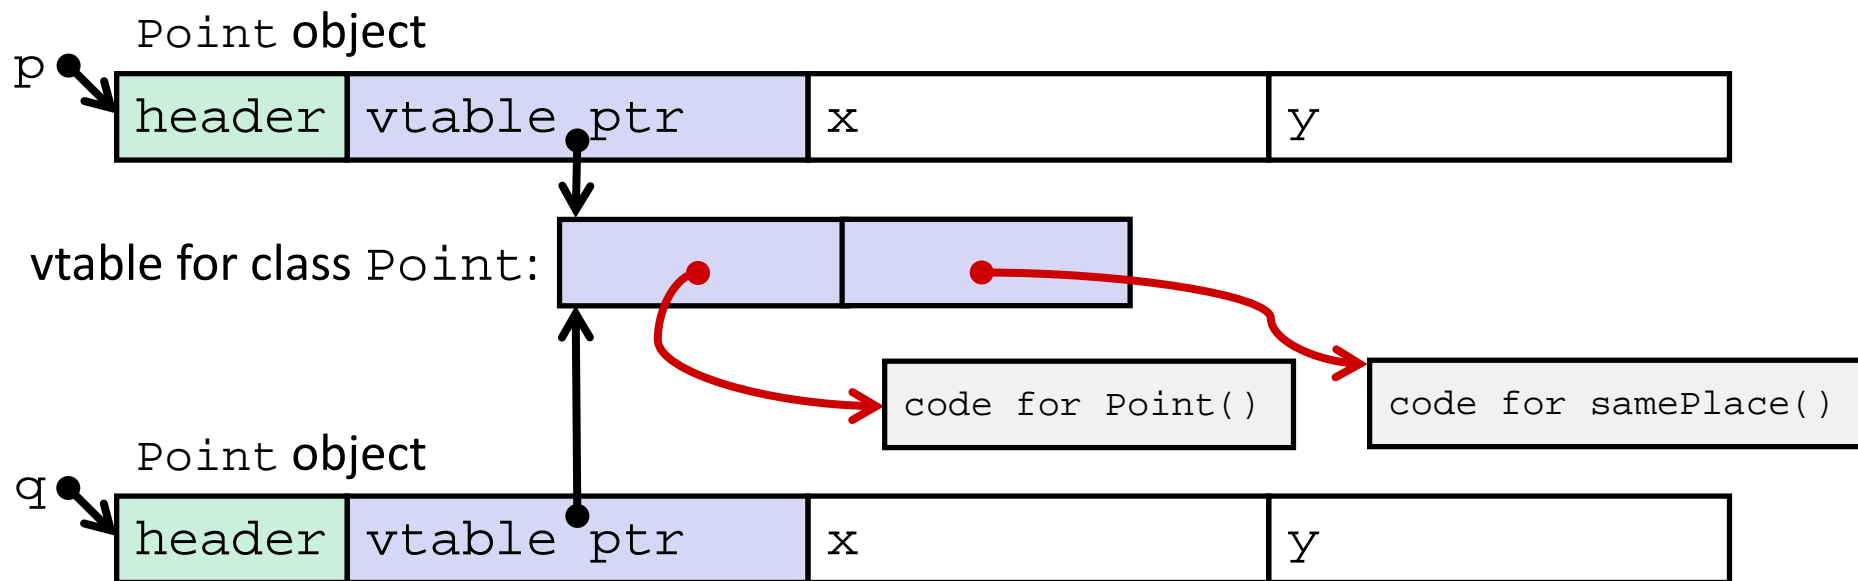 Point object
p
header vtable ptr x y
vtable for class Point:
code for Point() code for samePlace()
Point object
q
header vtable ptr x y